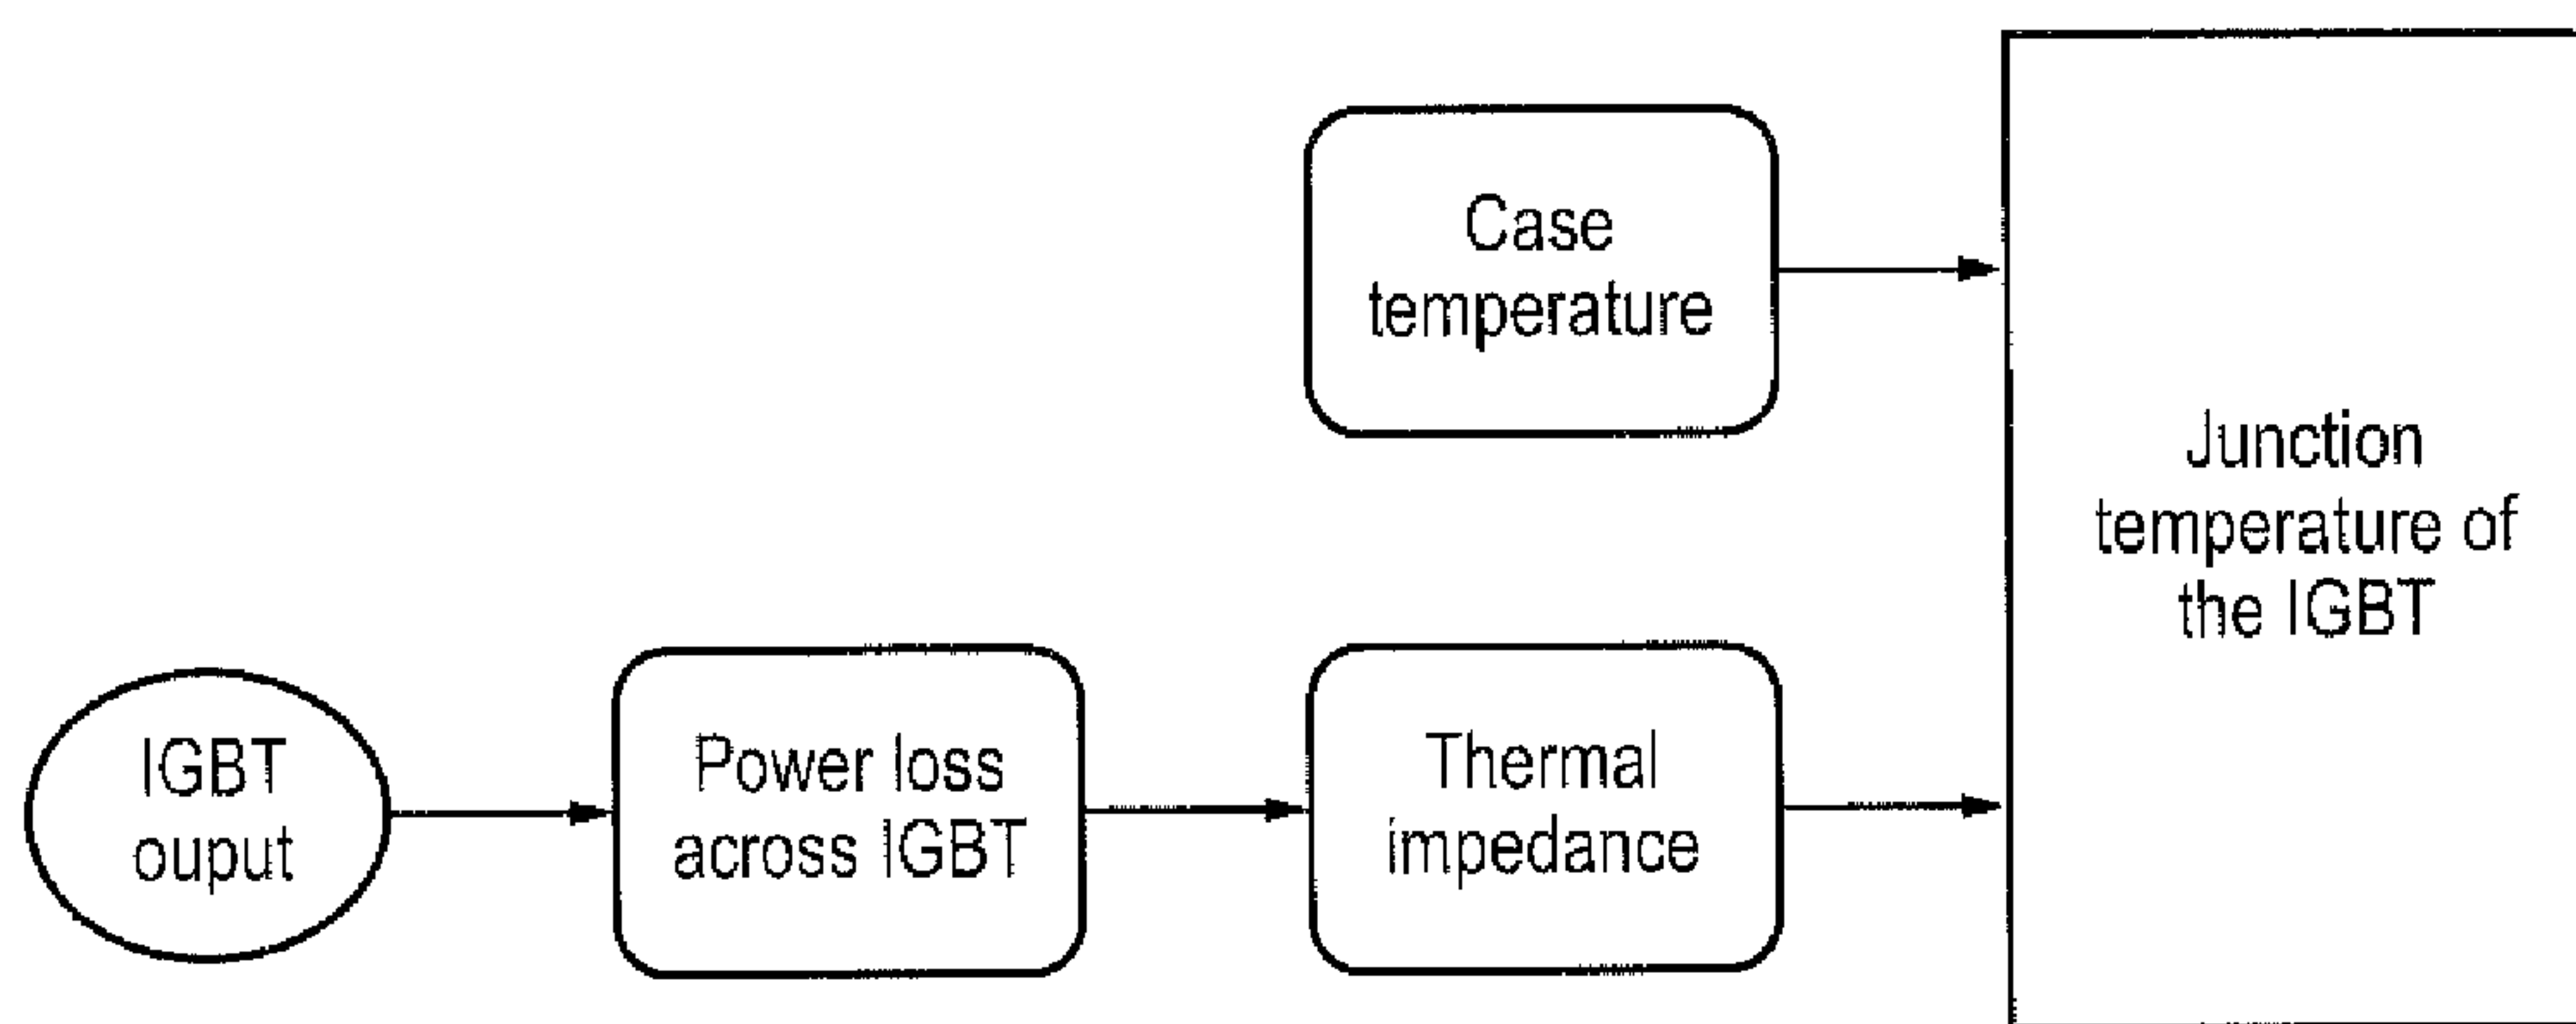 Case
temperature
Junction
temperature of
the IGBT
IGBT
ouput
Power loss
across IGBT
Thermal
impedance